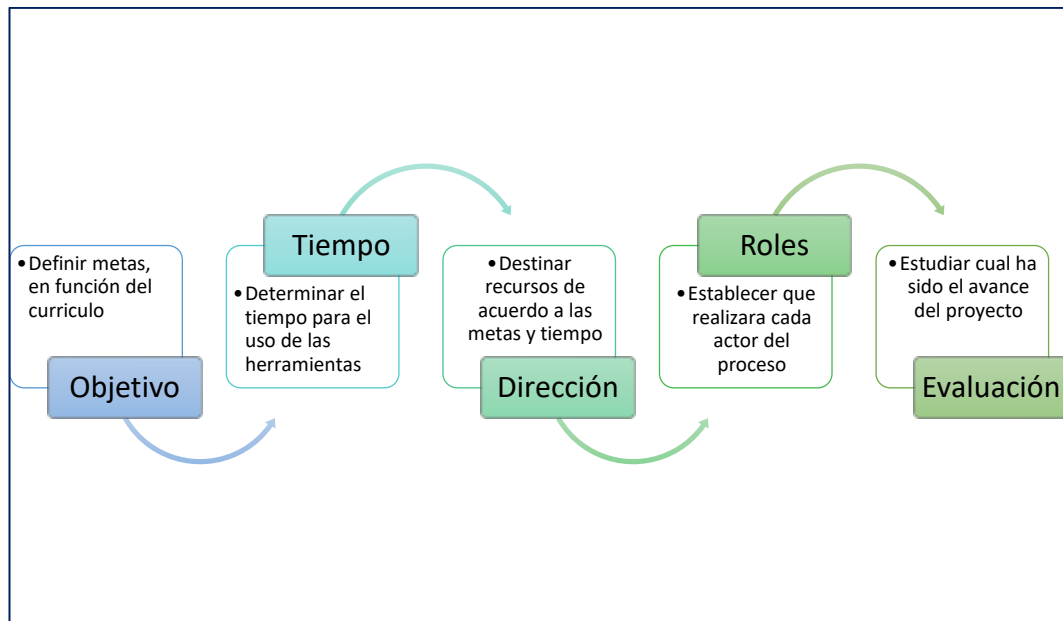 •Definir metas,
en función del
curriculo
Objetivo
Tiempo
•Determinar el
tiempo para el
uso de las
herramientas
•Destinar
recursos de
acuerdo a las
metas y tiempo
Dirección
Roles
•Establecer que
realizara cada
actor del
proceso
•Estudiar cual ha
sido el avance
del proyecto
Evaluación